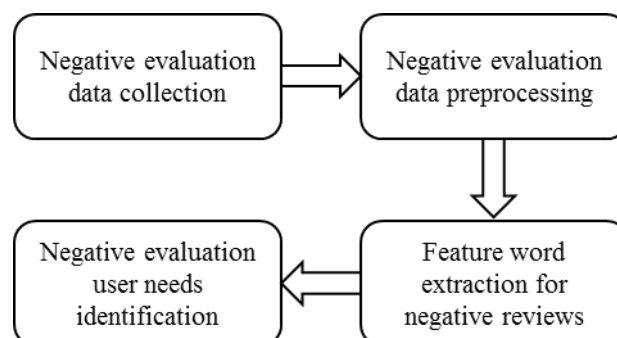 Negative evaluation
data collection
Negative evaluation
data preprocessing
Feature word
extraction for
negative reviews
Negative evaluation
user needs
identification